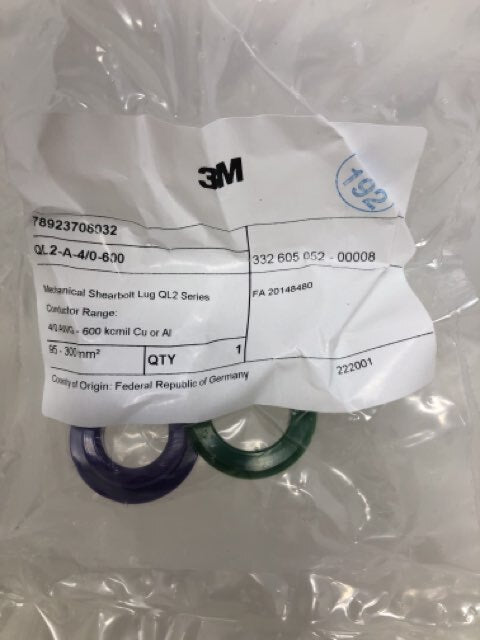 3M
192
78923706032
QL2-A-4/0-600
332 605 052 - 00008
Mechanical Shearbolt Lug QL2 Series
FA 20148480
Conductor Range:
4/0 AWG - 600 kcmil Cu or Al
95 - 300mm²
QTY
1
222001
Country of Origin: Federal Republic of Germany